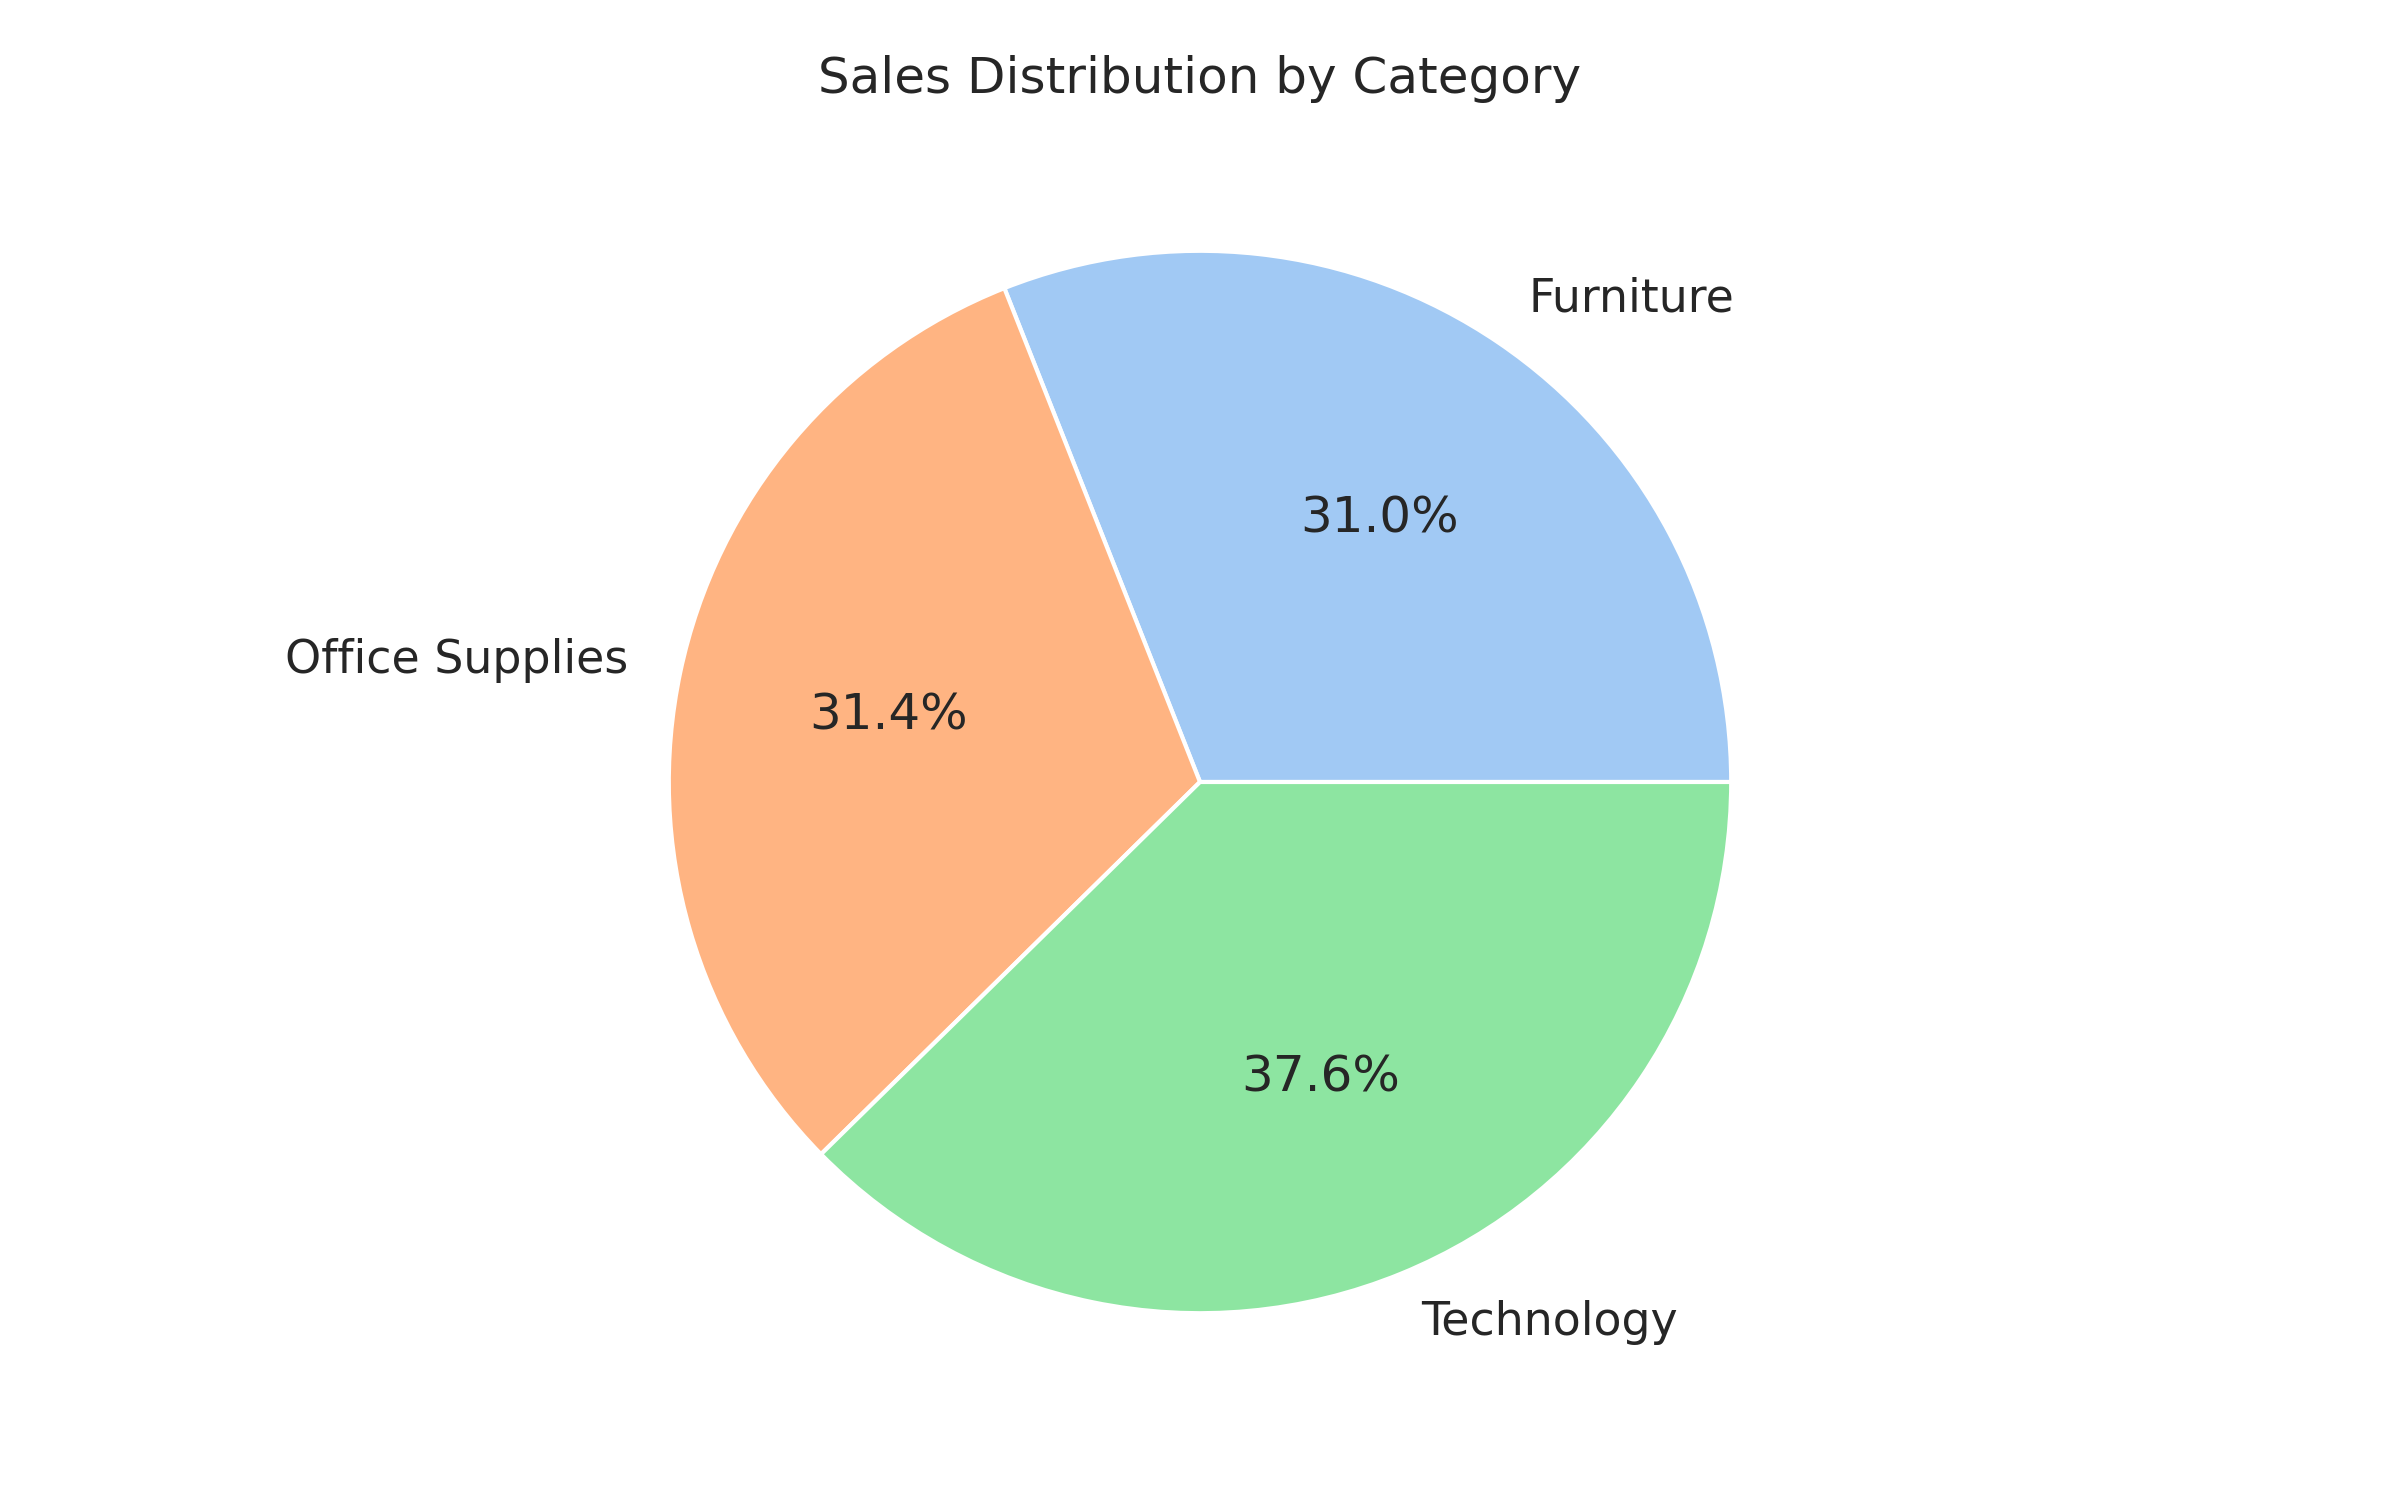 Sales Distribution by Category
Furniture
31.0%
Office Supplies
31.4%
37.6%
Technology